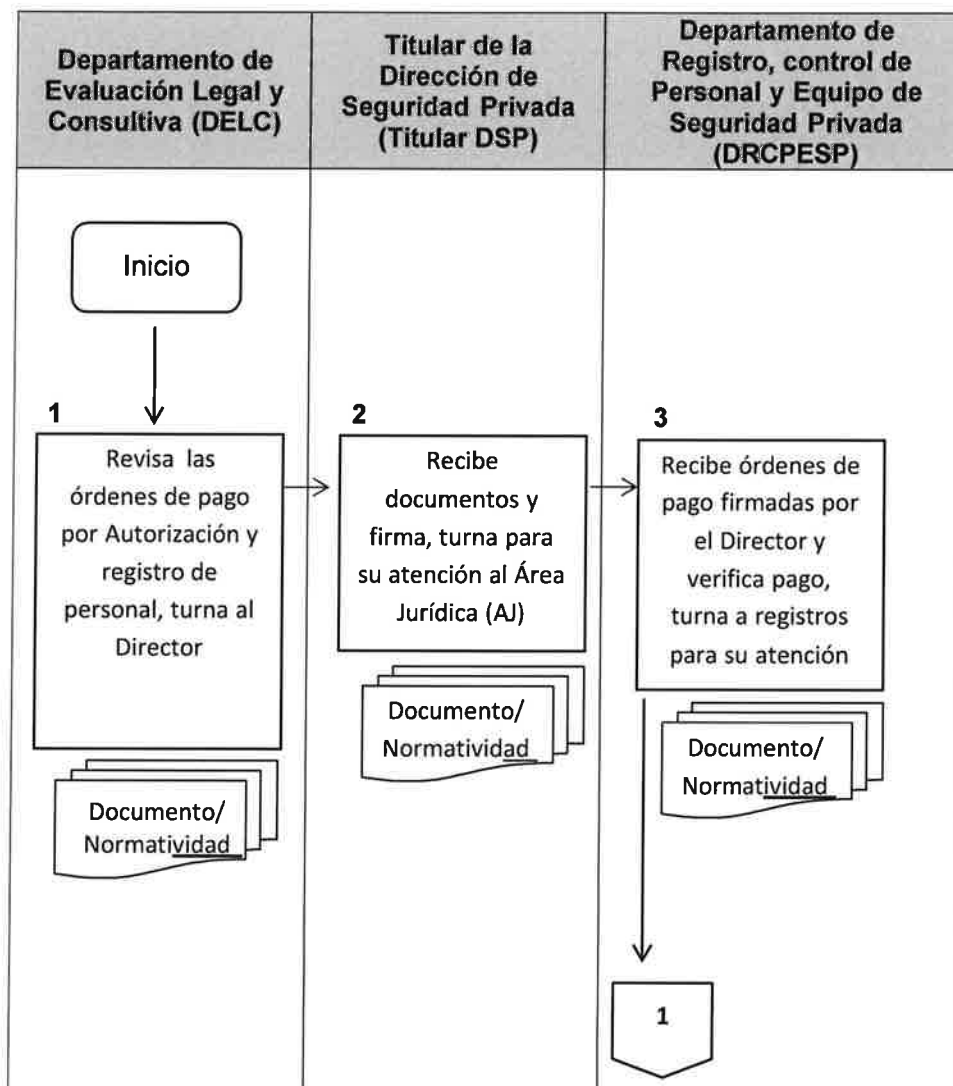 Departamento de
Evaluación Legal y
Consultiva (DELC)
Titular de la
Dirección de
Seguridad Privada
(Titular DSP)
Departamento de
Registro, control de
Personal y Equipo de
Seguridad Privada
(DRCPESP)
Inicio
1
Revisa las
órdenes de pago
por Autorización y
registro de
personal, turna al
Director
Documento/
Normatividad
2
Recibe
documentos y
firma, turna para
su atención al Área
Jurídica (AJ)
Documento/
Normatividad
3
Recibe órdenes de
pago firmadas por
el Director y
verifica pago,
turna a registros
para su atención
Documento/
Normatividad
1